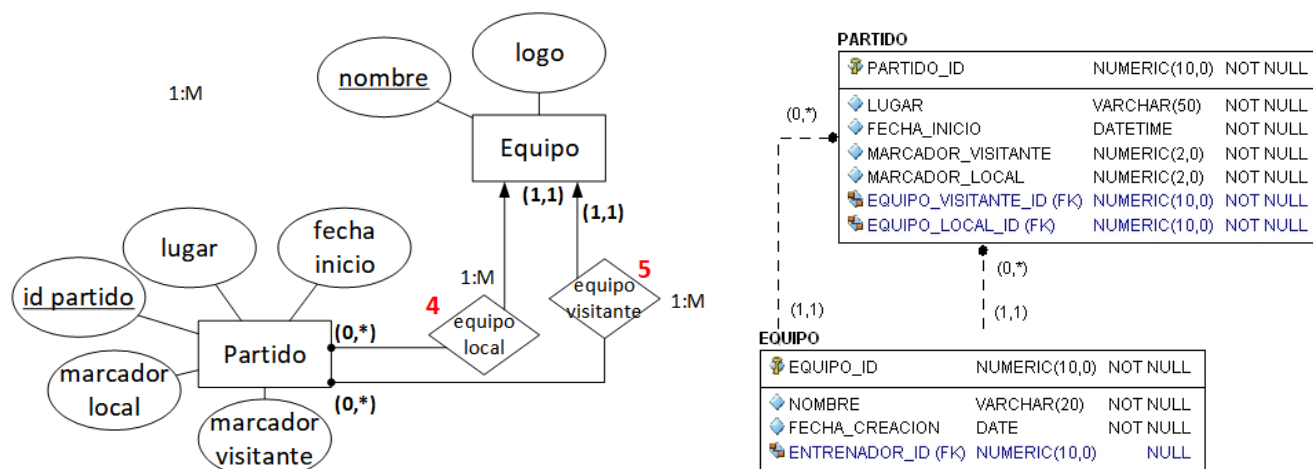 logo
nombre
1:M
Equipo
(1,1)
(1,1)
fecha
inicio
lugar
id partido
1:M
4
equipo
local
5
equipo
visitante
1:M
(0,*)
Partido
marcador
local
(0,*)
marcador
visitante
PARTIDO
PARTIDO_ID NUMERIC(10,0) NOT NULL
LUGAR VARCHAR(50) NOT NULL
FECHA_INICIO DATETIME NOT NULL
MARCADOR_VISITANTE NUMERIC(2,0) NOT NULL
MARCADOR_LOCAL NUMERIC(2,0) NOT NULL
EQUIPO_VISITANTE_ID (FK) NUMERIC(10,0) NOT NULL
EQUIPO_LOCAL_ID (FK) NUMERIC(10,0) NOT NULL
(0,*)
(0,*)
(1,1)
(1,1)
EQUIPO
EQUIPO_ID NUMERIC(10,0) NOT NULL
NOMBRE VARCHAR(20) NOT NULL
FECHA_CREACION DATE NOT NULL
ENTRENADOR_ID (FK) NUMERIC(10,0) NULL